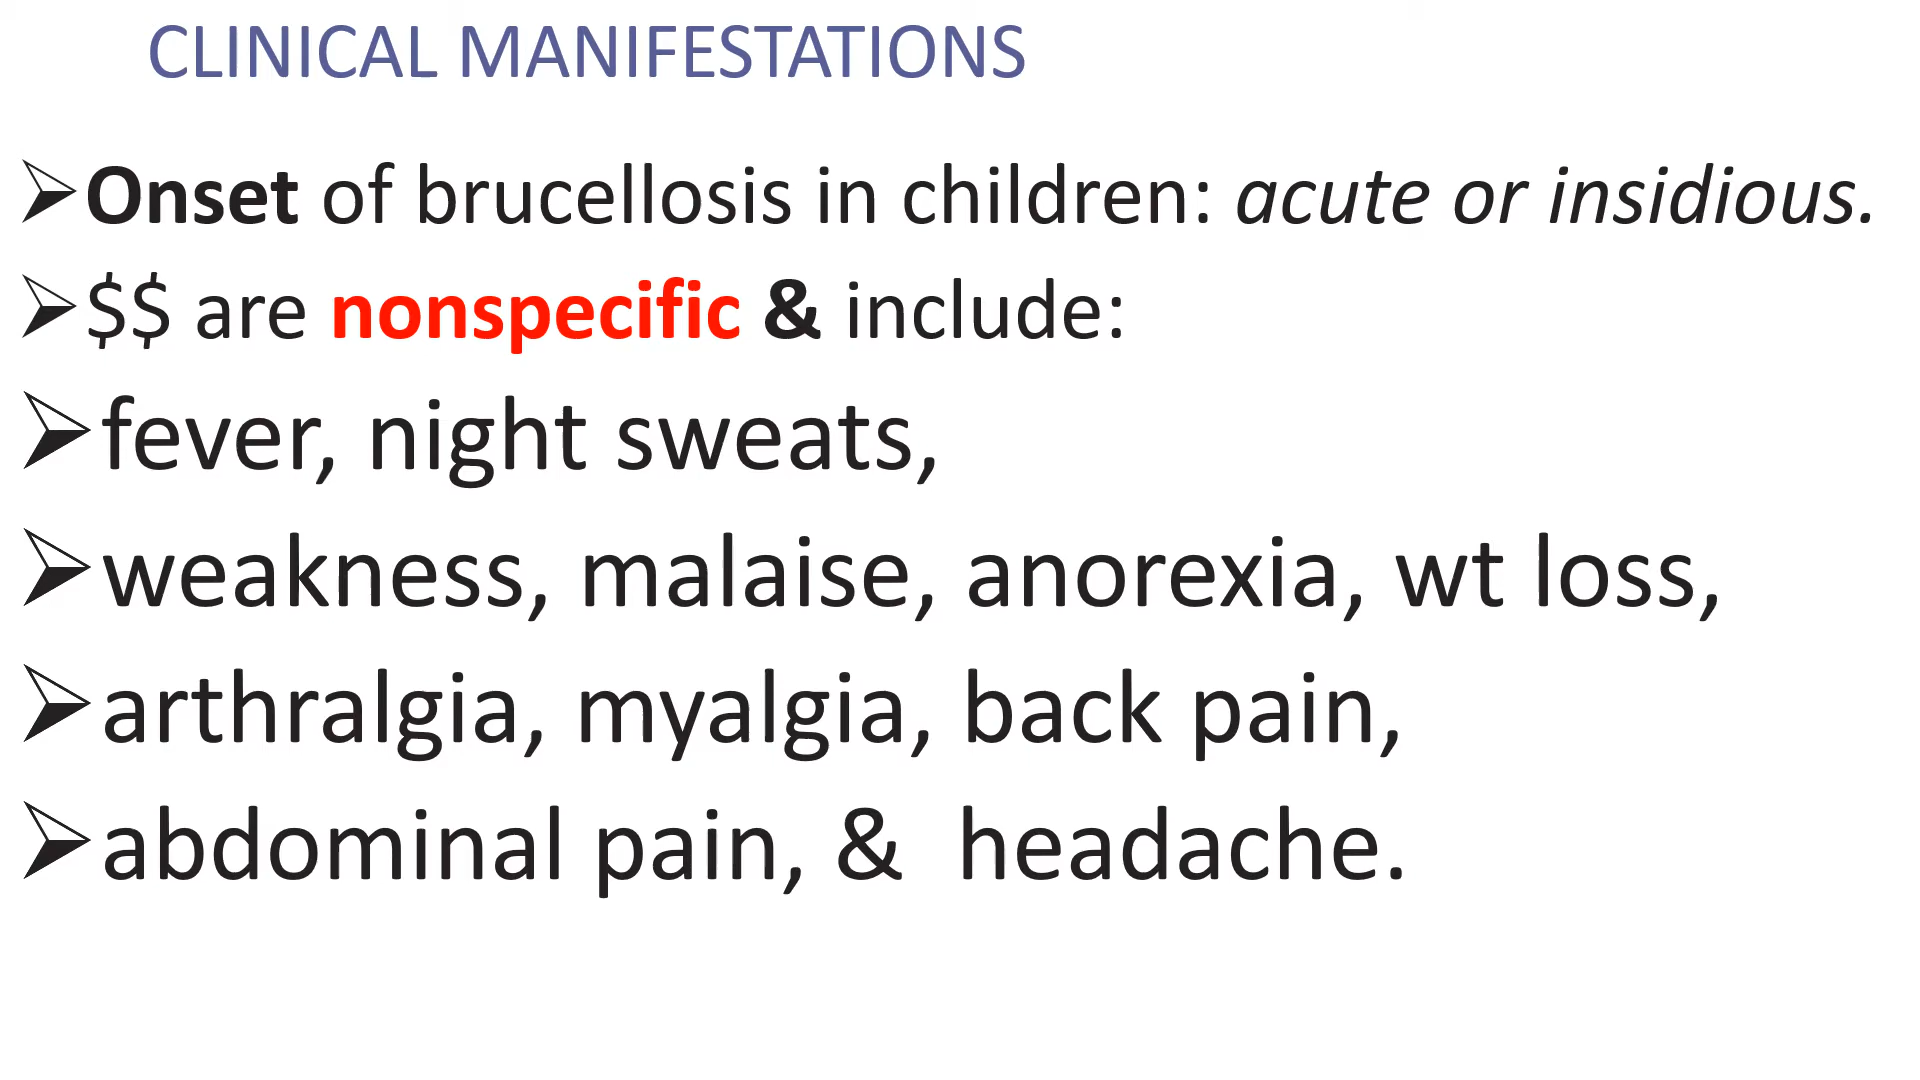 CLINICAL MANIFESTATIONS
➢Onset of brucellosis in children: acute or insidious.
➢$$ are nonspecific & include:
➢fever, night sweats,
➢weakness, malaise, anorexia, wt loss,
➢arthralgia, myalgia, back pain,
➢abdominal pain, & headache.